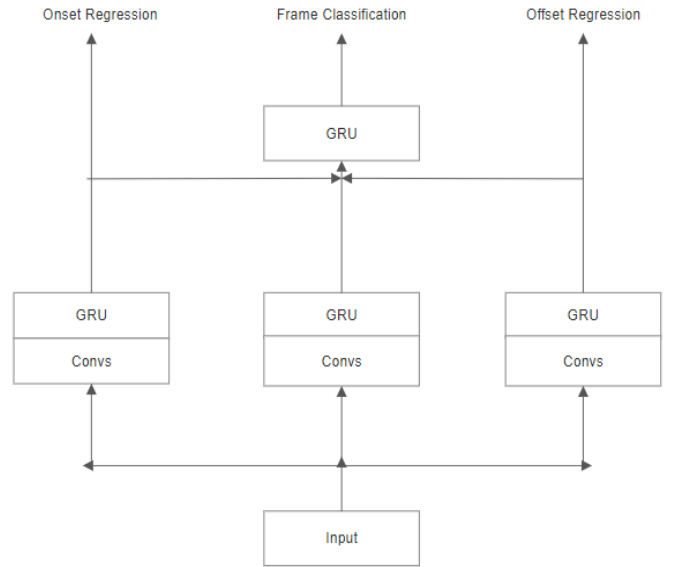 Onset Regression
Frame Classification
Offset Regression
GRU
GRU
GRU
GRU
Convs
Convs
Convs
Input